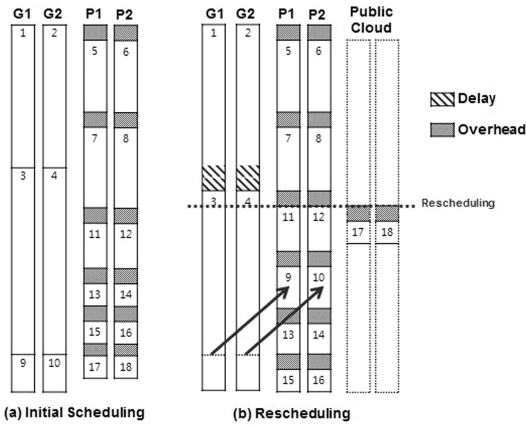 G1 G2 P1 P2 G1 G2 P1 P2 Public Cloud
1 2 5 6 1 2 5 6
Delay
Overhead
7 8 7 8
3 4 3 4
Rescheduling
11 12 11 12 17 18
13 14 9 10
15 16 13 14
9 10 17 18 15 16
(a) Initial Scheduling (b) Rescheduling